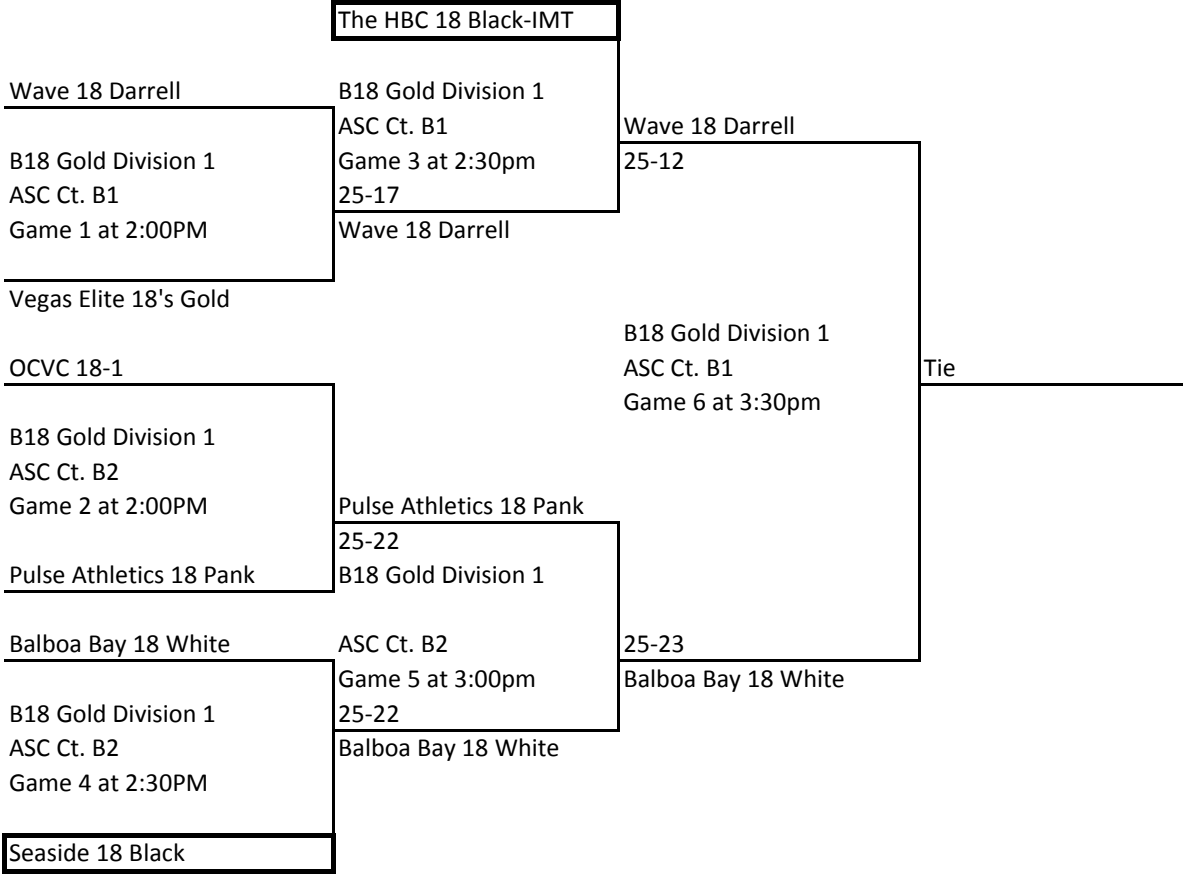 The HBC 18 Black-IMT
Wave 18 Darrell
B18 Gold Division 1
ASC Ct. B1
Wave 18 Darrell
B18 Gold Division 1
Game 3 at 2:30pm
25-12
ASC Ct. B1
25-17
Game 1 at 2:00PM
Wave 18 Darrell
Vegas Elite 18's Gold
B18 Gold Division 1
OCVC 18-1
ASC Ct. B1
Tie
Game 6 at 3:30pm
B18 Gold Division 1
ASC Ct. B2
Game 2 at 2:00PM
Pulse Athletics 18 Pank
25-22
Pulse Athletics 18 Pank
B18 Gold Division 1
Balboa Bay 18 White
ASC Ct. B2
25-23
Game 5 at 3:00pm
Balboa Bay 18 White
B18 Gold Division 1
25-22
ASC Ct. B2
Balboa Bay 18 White
Game 4 at 2:30PM
Seaside 18 Black